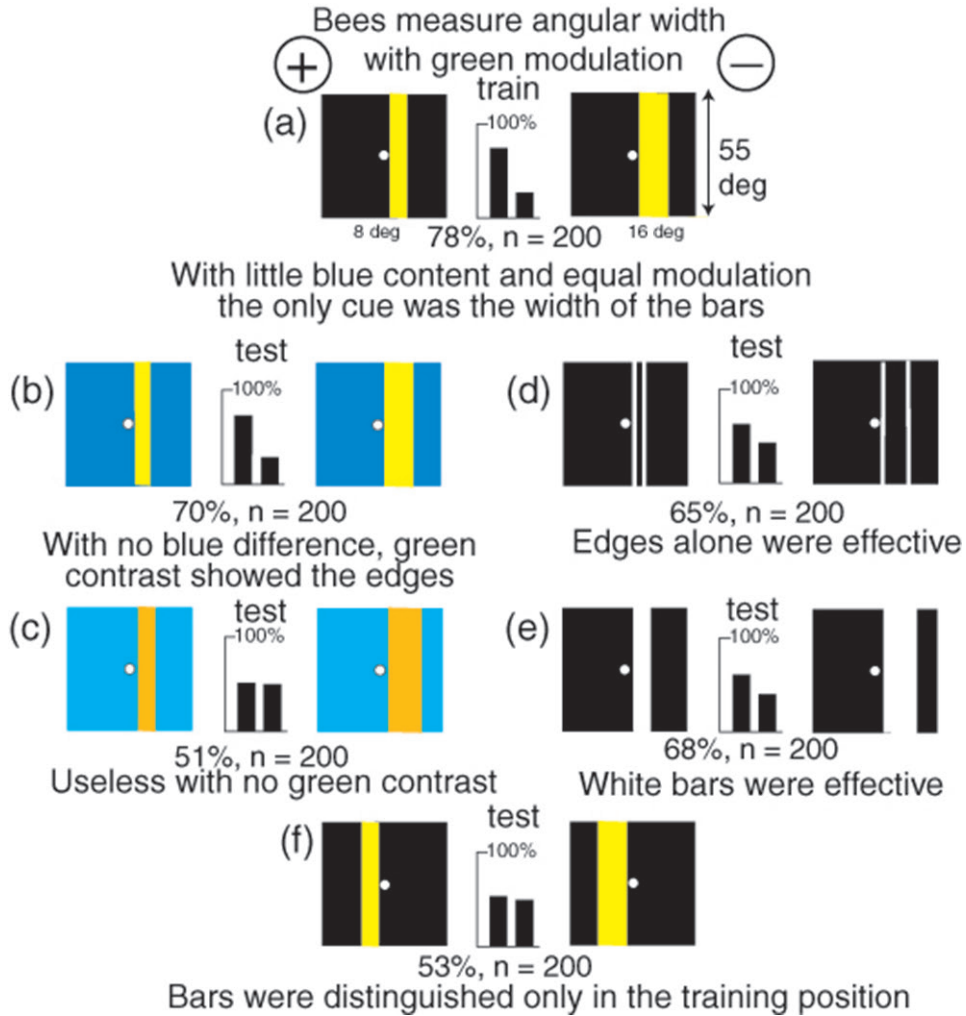 Bees measure angular width
+ with green modulation −
train
(a)
100%
55
deg
8 deg 78%, n = 200 16 deg
With little blue content and equal modulation
the only cue was the width of the bars
test
(b)
100%
70%, n = 200
With no blue difference, green
contrast showed the edges
test
(d)
100%
65%, n = 200
Edges alone were effective
test
(c)
100%
51%, n = 200
Useless with no green contrast
test
(e)
100%
68%, n = 200
White bars were effective
test
(f)
100%
53%, n = 200
Bars were distinguished only in the training position